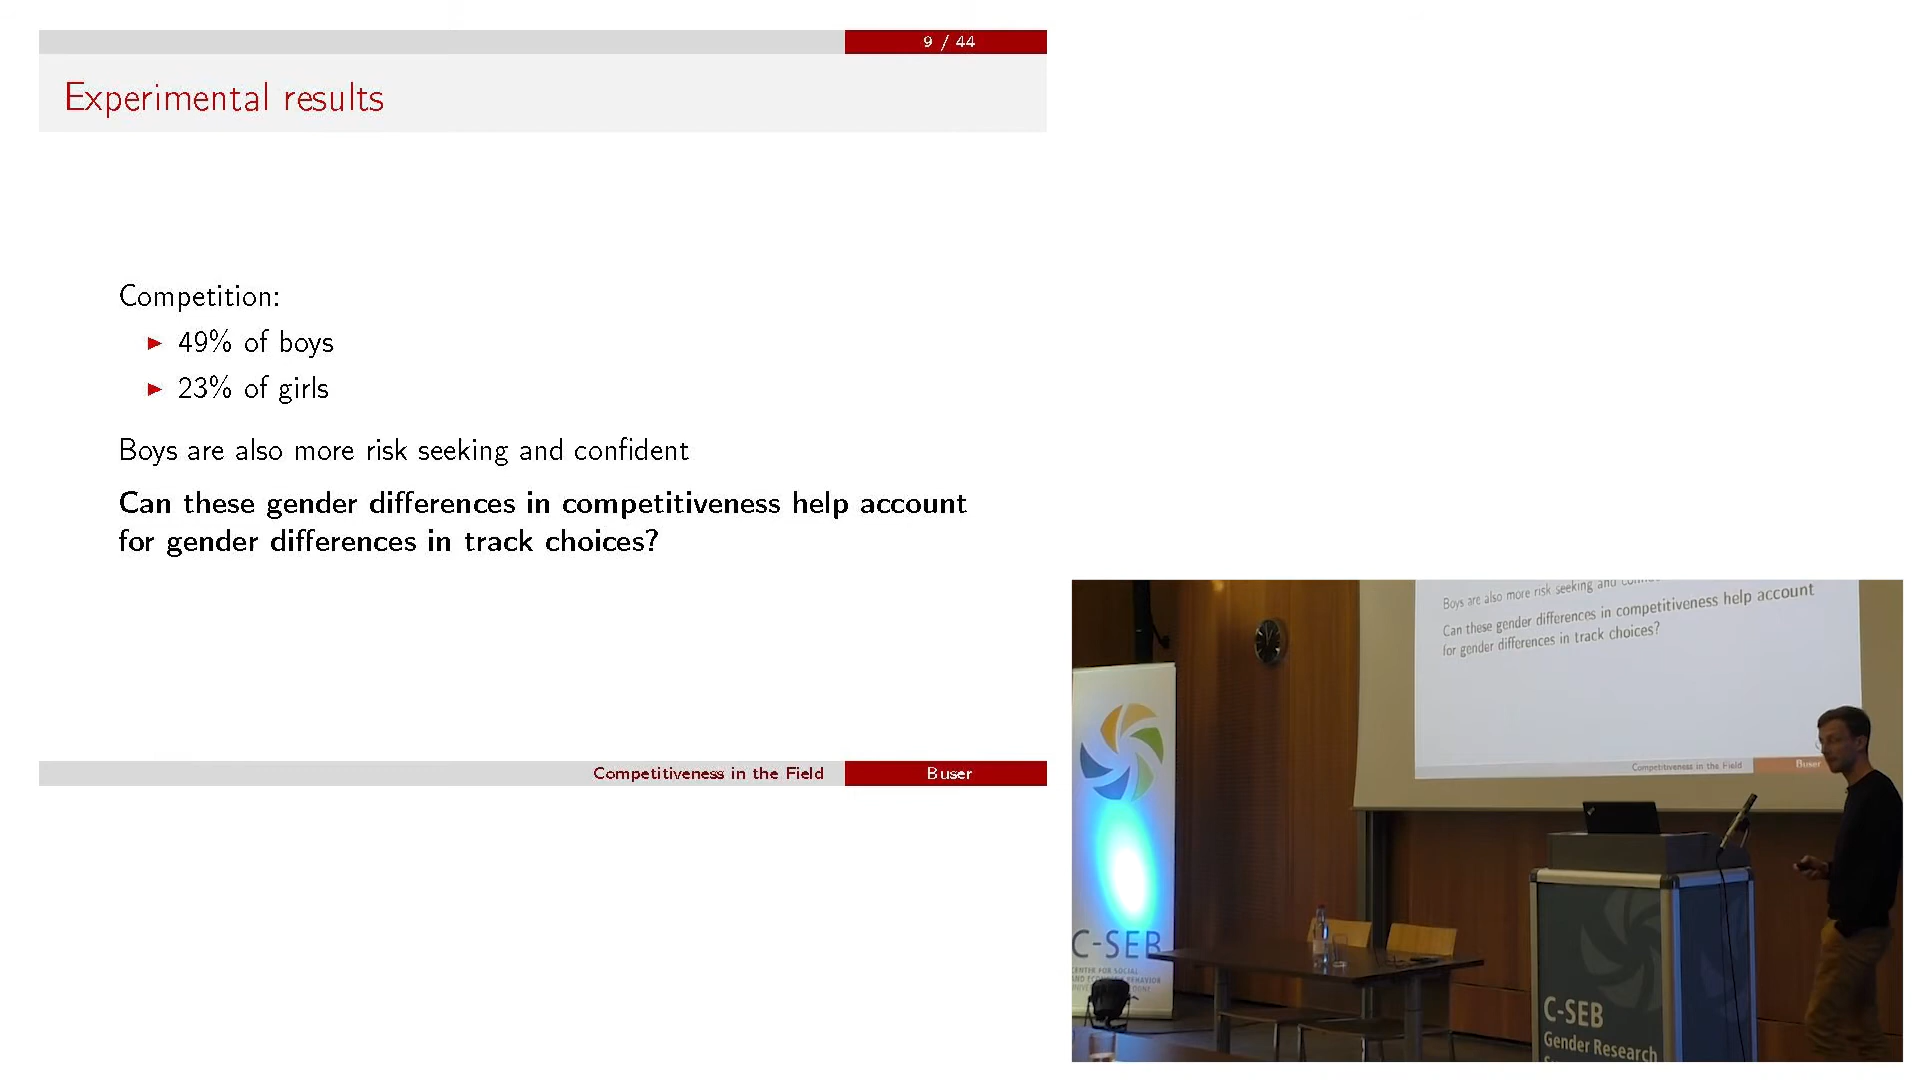 9 / 44
Experimental results
Competition:
► 49% of boys
► 23% of girls
Boys are also more risk seeking and confident
Can these gender differences in competitiveness help account
for gender differences in track choices?
Competitiveness in the Field
Buser
Boys are also more risk seeking and
Can these gender differences in competitiveness help account
for gender differences in track choices?
Competitiveness in the Field
Buser
C-SEB
CENTRE FOR SOCIAL
AND ECONOMIC BEHAVIOR
C-SEB
Gender Research